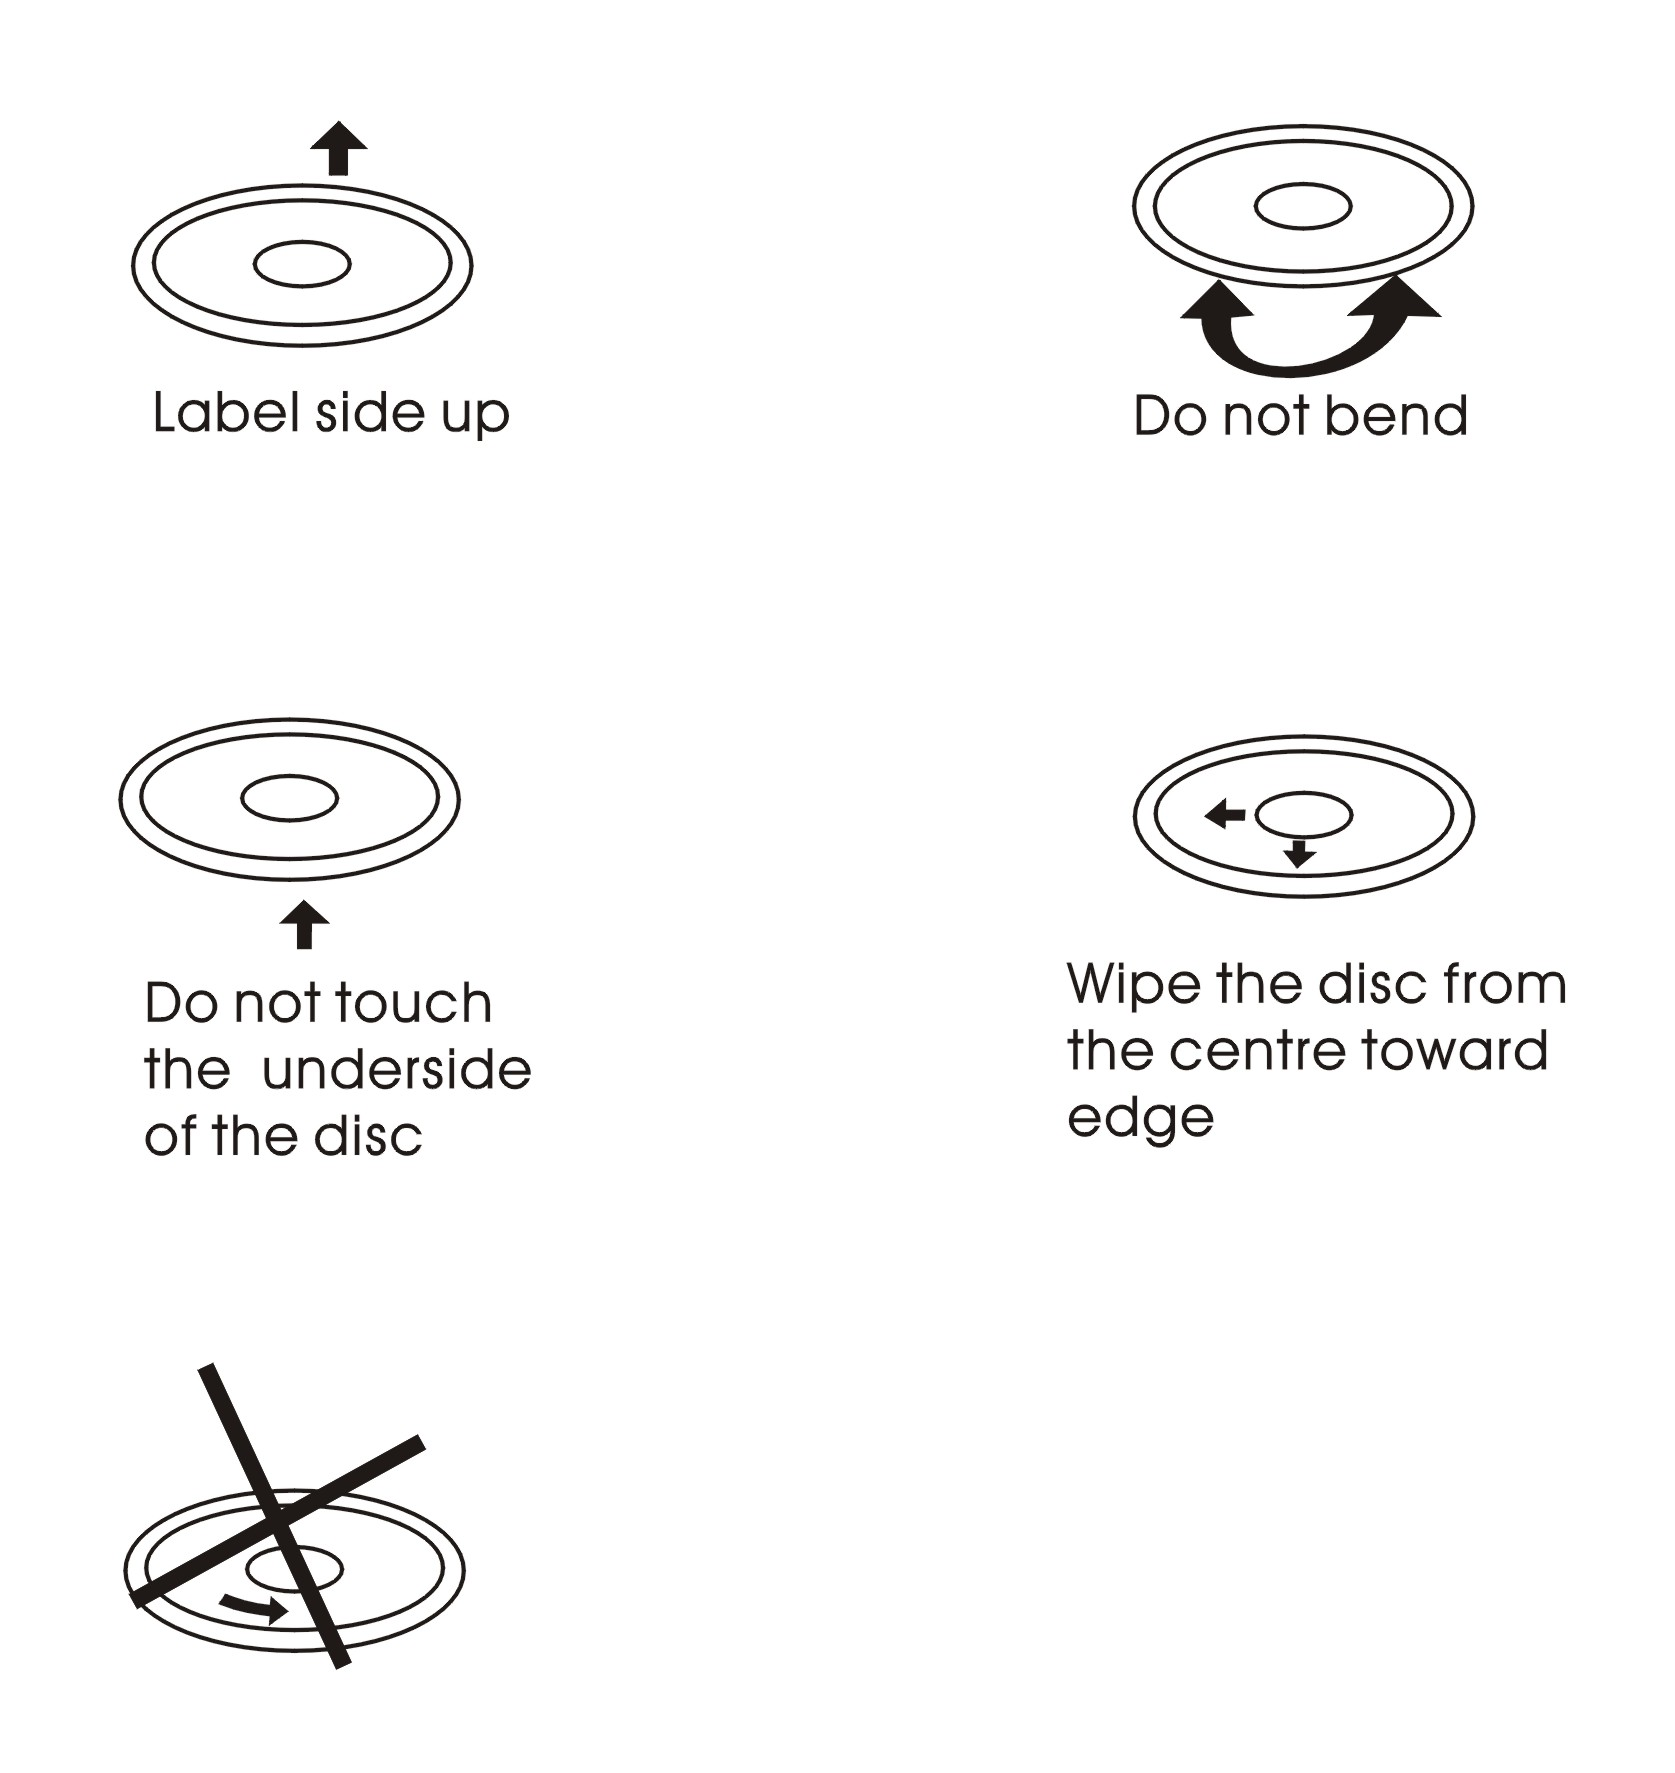 Label side up
Do not bend
Do not touch
the underside
of the disc
Wipe the disc from
the centre toward
edge